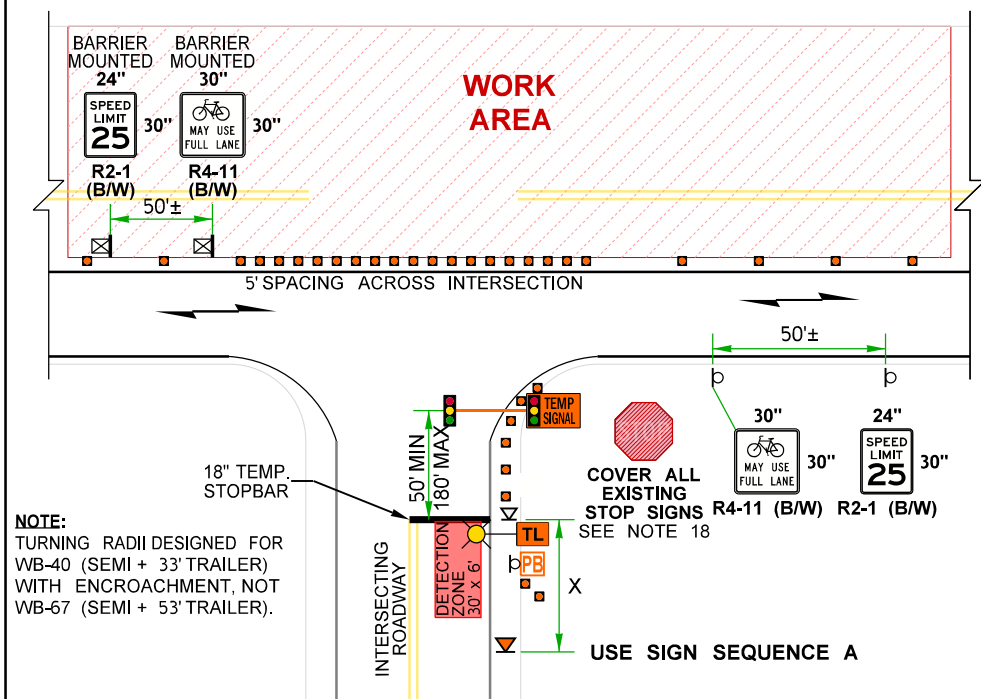 BARRIER
MOUNTED
24"
SPEED
LIMIT
25
30"
R2-1
(B/W)
BARRIER
MOUNTED
30"
MAY USE
FULL LANE
30"
R4-11
(B/W)
WORK
AREA
50'±
5' SPACING ACROSS INTERSECTION
50'±
TEMP
SIGNAL
STOP
COVER ALL
EXISTING
STOP SIGNS
SEE NOTE 18
30"
MAY USE
FULL LANE
30"
R4-11 (B/W)
24"
SPEED
LIMIT
25
30"
R2-1 (B/W)
50' MIN
180' MAX
18" TEMP.
STOPBAR
NOTE:
TURNING RADII DESIGNED FOR
WB-40 (SEMI + 33' TRAILER)
WITH ENCROACHMENT, NOT
WB-67 (SEMI + 53' TRAILER).
INTERSECTING
ROADWAY
DETECTION
ZONE
30' x 6'
TL
PB
X
USE SIGN SEQUENCE A